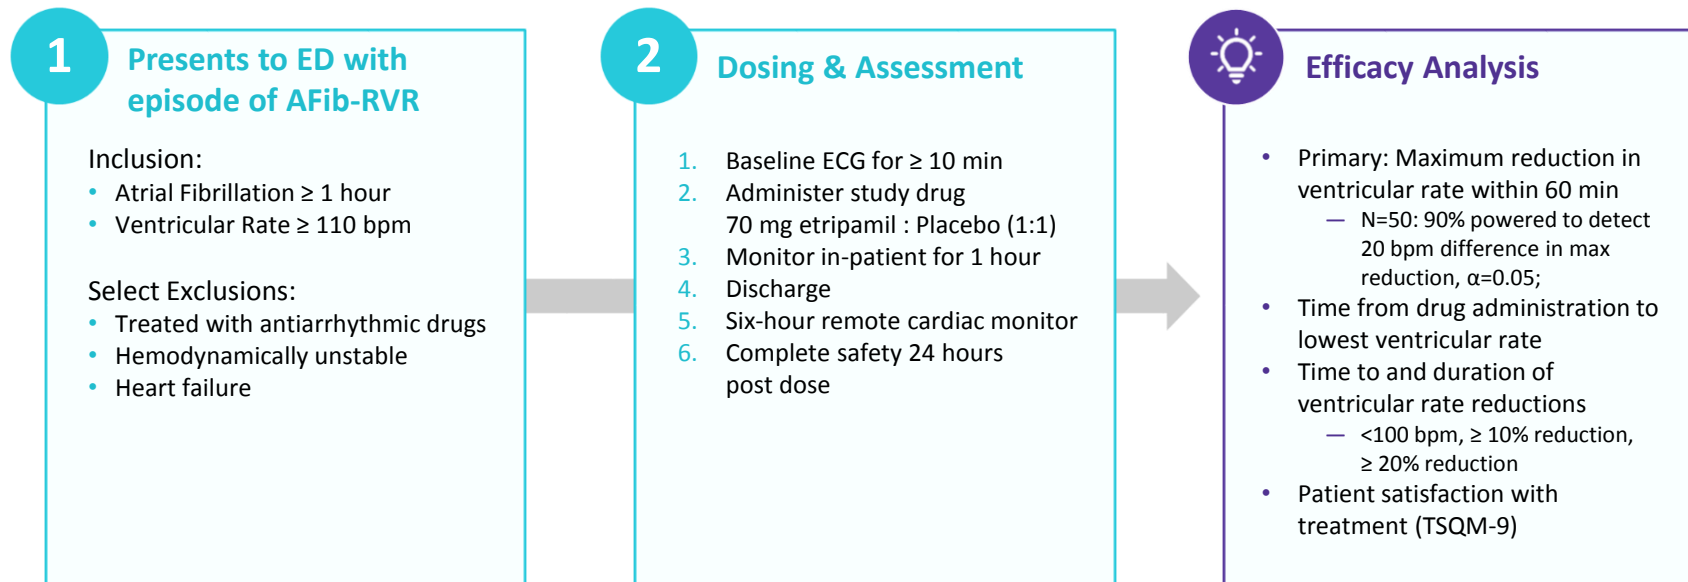 1
Presents to ED with
episode of AFib-RVR
Inclusion:
• Atrial Fibrillation ≥ 1 hour
• Ventricular Rate ≥ 110 bpm
Select Exclusions:
• Treated with antiarrhythmic drugs
• Hemodynamically unstable
• Heart failure
2
Dosing & Assessment
1. Baseline ECG for ≥ 10 min
2. Administer study drug
70 mg etripamil : Placebo (1:1)
3. Monitor in-patient for 1 hour
4. Discharge
5. Six-hour remote cardiac monitor
6. Complete safety 24 hours
post dose
Efficacy Analysis
• Primary: Maximum reduction in
ventricular rate within 60 min
— N=50: 90% powered to detect
20 bpm difference in max
reduction, α=0.05;
• Time from drug administration to
lowest ventricular rate
• Time to and duration of
ventricular rate reductions
— <100 bpm, ≥ 10% reduction,
≥ 20% reduction
• Patient satisfaction with
treatment (TSQM-9)